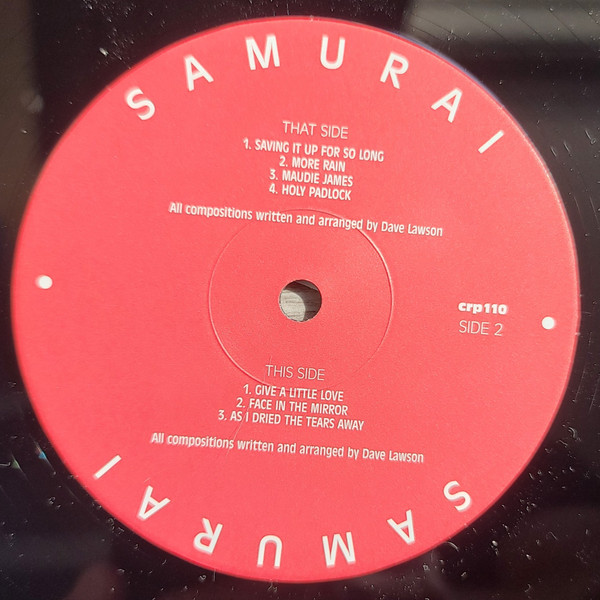 SAMURAI
THAT SIDE
1. SAVING IT UP FOR SO LONG
2. MORE RAIN
3. MAUDIE JAMES
4. HOLY PADLOCK
All compositions written and arranged by Dave Lawson
crp110
SIDE 2
THIS SIDE
1. GIVE A LITTLE LOVE
2. FACE IN THE MIRROR
3. AS I DRIED THE TEARS AWAY
All compositions written and arranged by Dave Lawson
SAMURAI